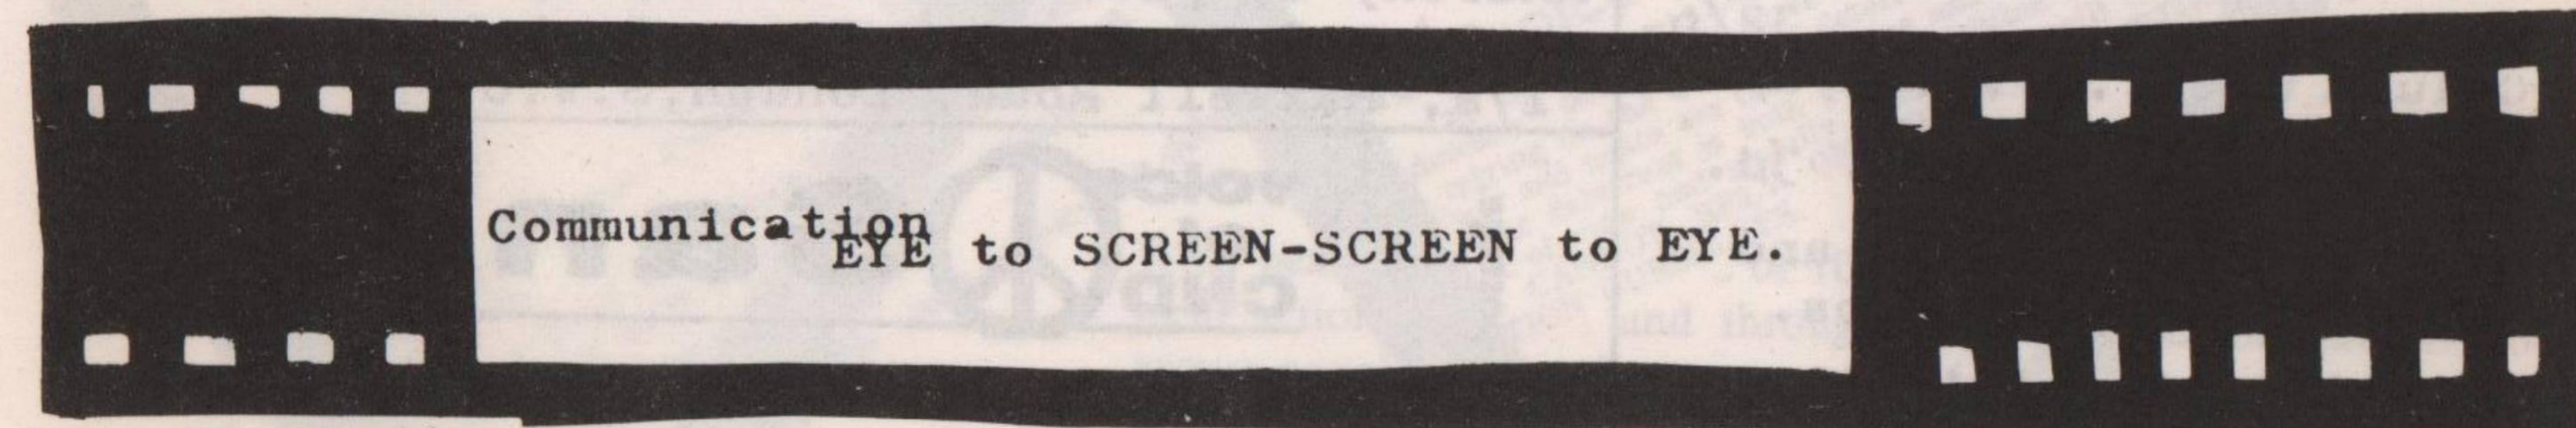 Communication
EYE to SCREEN-SCREEN to EYE.